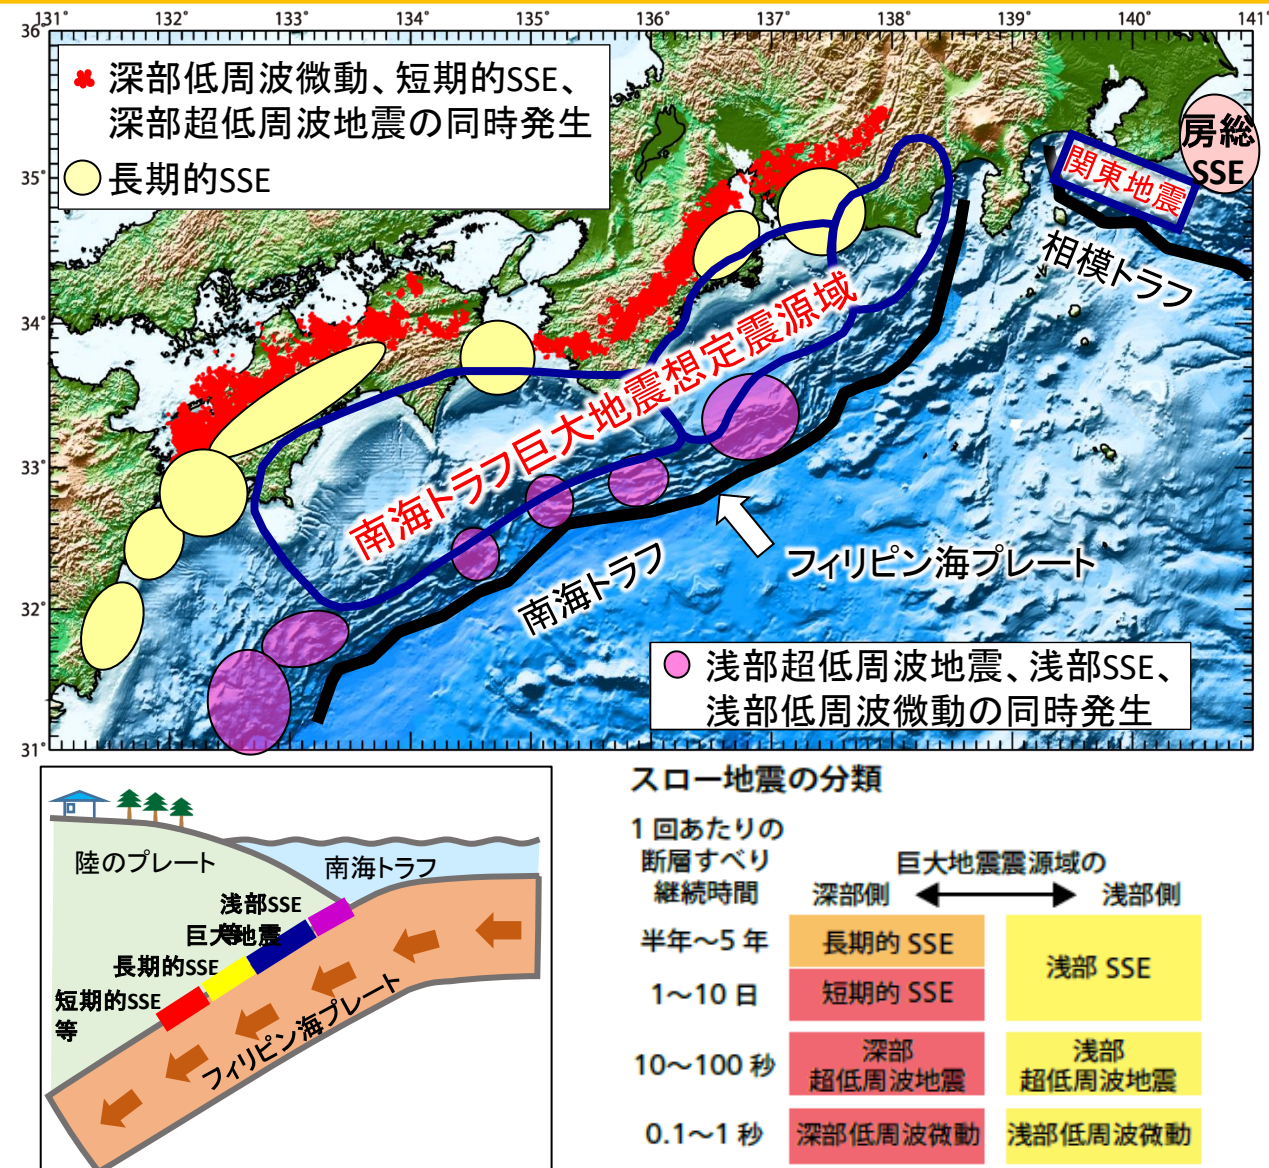 131° 132° 133° 134° 135° 136° 137° 138° 139° 140° 141°
36°
35°
34°
33°
32°
31°
深部低周波微動、短期的SSE、
深部超低周波地震の同時発生
長期的SSE
房総
SSE
関東地震
相模トラフ
南海トラフ巨大地震想定震源域
南海トラフ
フィリピン海プレート
浅部超低周波地震、浅部SSE、
浅部低周波微動の同時発生
陸のプレート
南海トラフ
浅部SSE
等
巨大地震
長期的SSE
短期的SSE
等
フィリピン海プレート
スロー地震の分類
1回あたりの
断層すべり
継続時間
巨大地震震源域の
深部側 浅部側
半年～5年 長期的 SSE
浅部 SSE
1～10日 短期的 SSE
10～100秒
深部
超低周波地震
浅部
超低周波地震
0.1～1秒 深部低周波微動 浅部低周波微動